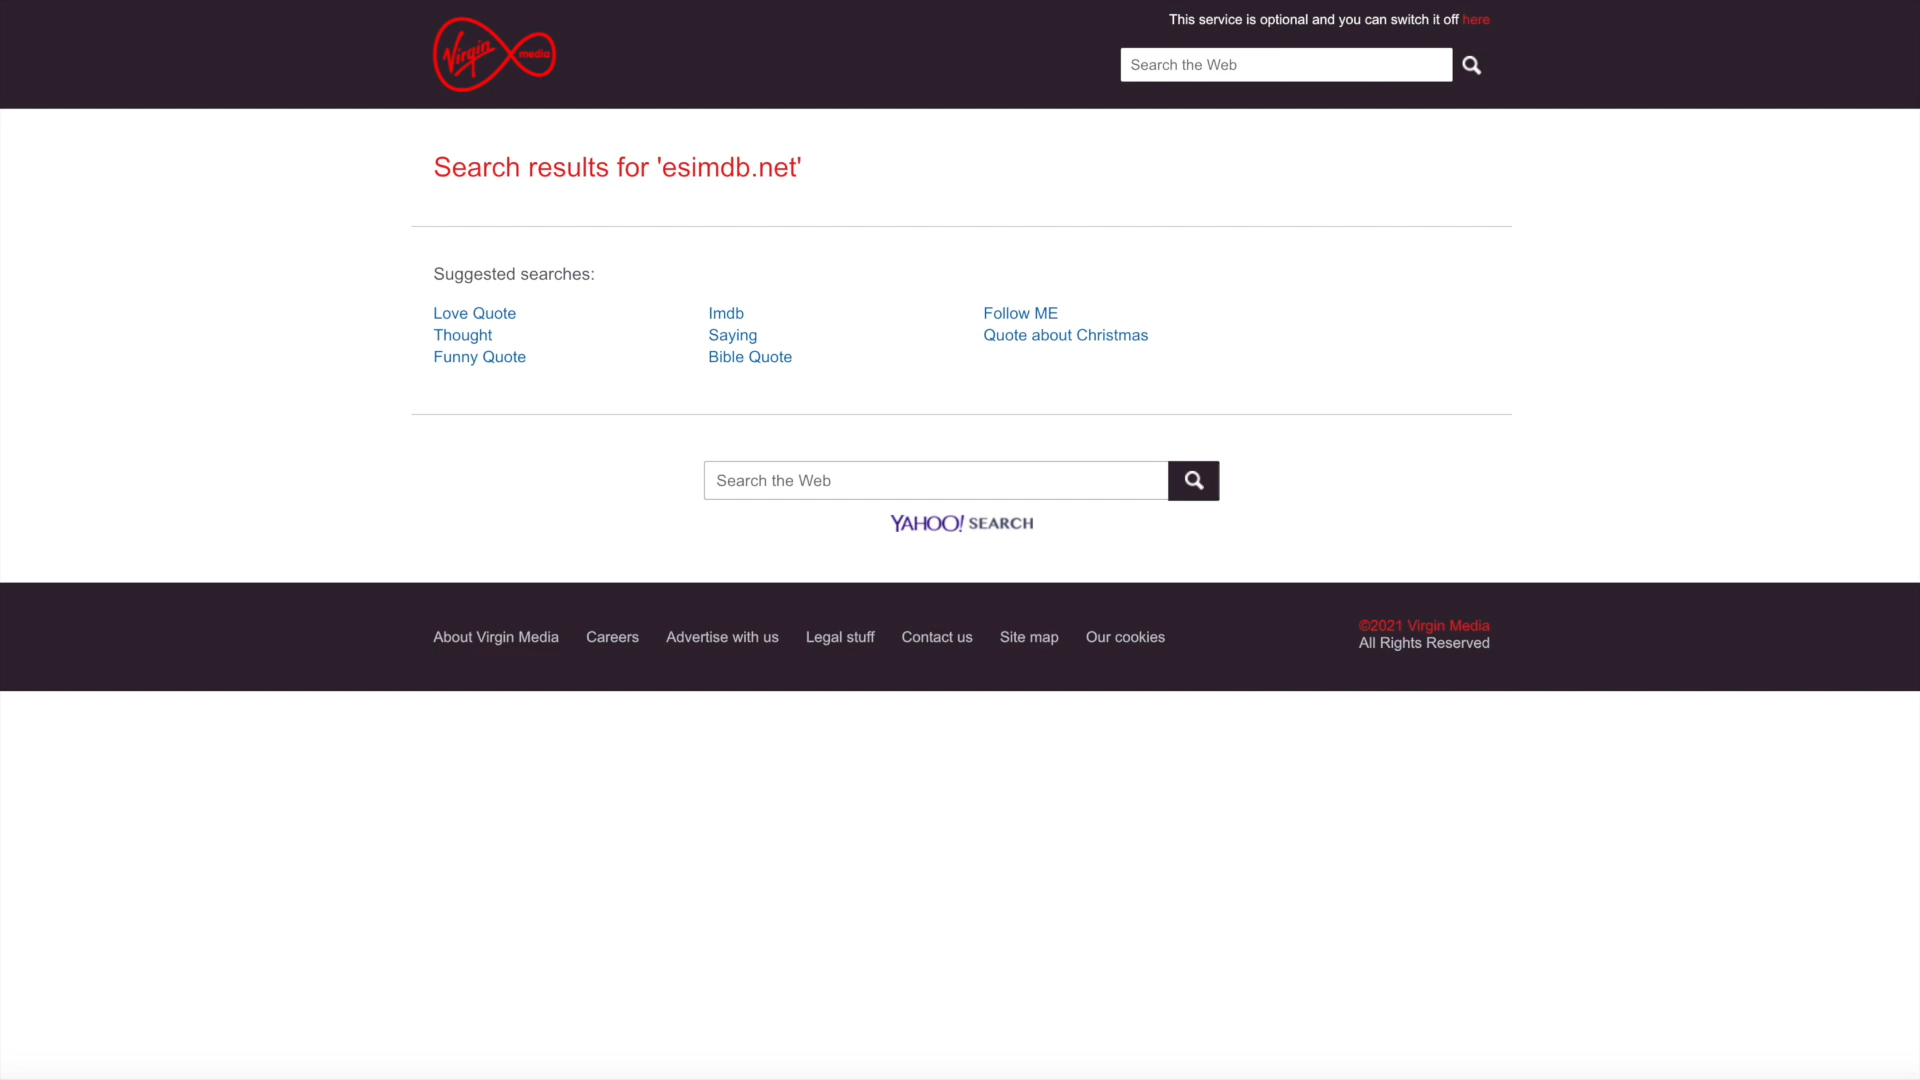 This service is optional and you can switch it off here
Virgin media
Search the Web
Search results for 'esimdb.net'
Suggested searches:
Love Quote
Imdb
Follow ME
Thought
Saying
Quote about Christmas
Funny Quote
Bible Quote
Search the Web
YAHOO! SEARCH
About Virgin Media
Careers
Advertise with us
Legal stuff
Contact us
Site map
Our cookies
©2021 Virgin Media
All Rights Reserved